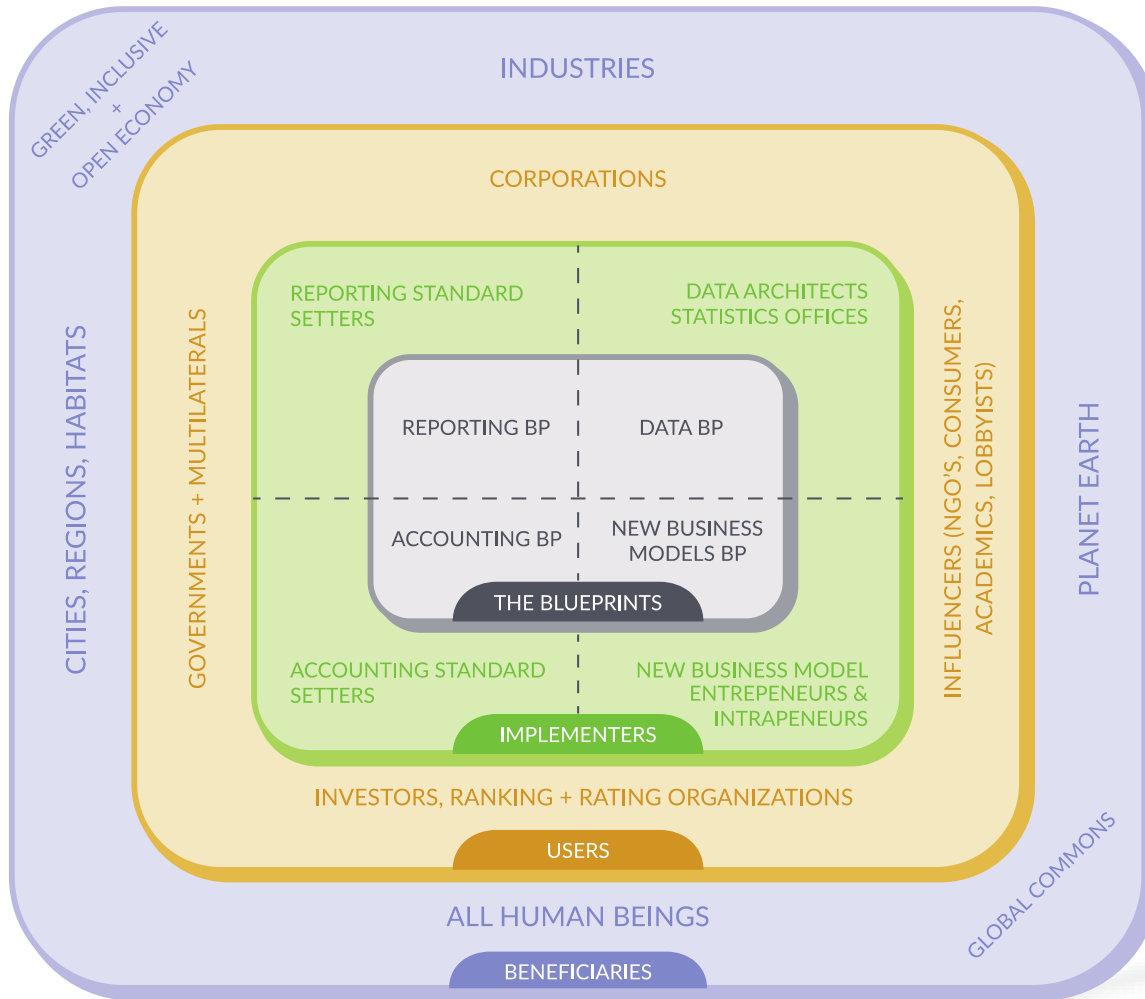 GREEN, INCLUSIVE
+
OPEN ECONOMY
INDUSTRIES
CORPORATIONS
REPORTING STANDARD
SETTERS
DATA ARCHITECTS
STATISTICS OFFICES
CITIES, REGIONS, HABITATS
GOVERNMENTS + MULTILATERALS
REPORTING BP
DATA BP
ACCOUNTING BP
NEW BUSINESS
MODELS BP
THE BLUEPRINTS
INFLUENCERS (NGO'S, CONSUMERS,
ACADEMICS, LOBBYISTS)
PLANET EARTH
ACCOUNTING STANDARD
SETTERS
NEW BUSINESS MODEL
ENTREPENEURS &
INTRAPENEURS
IMPLEMENTERS
INVESTORS, RANKING + RATING ORGANIZATIONS
USERS
GLOBAL COMMONS
ALL HUMAN BEINGS
BENEFICIARIES